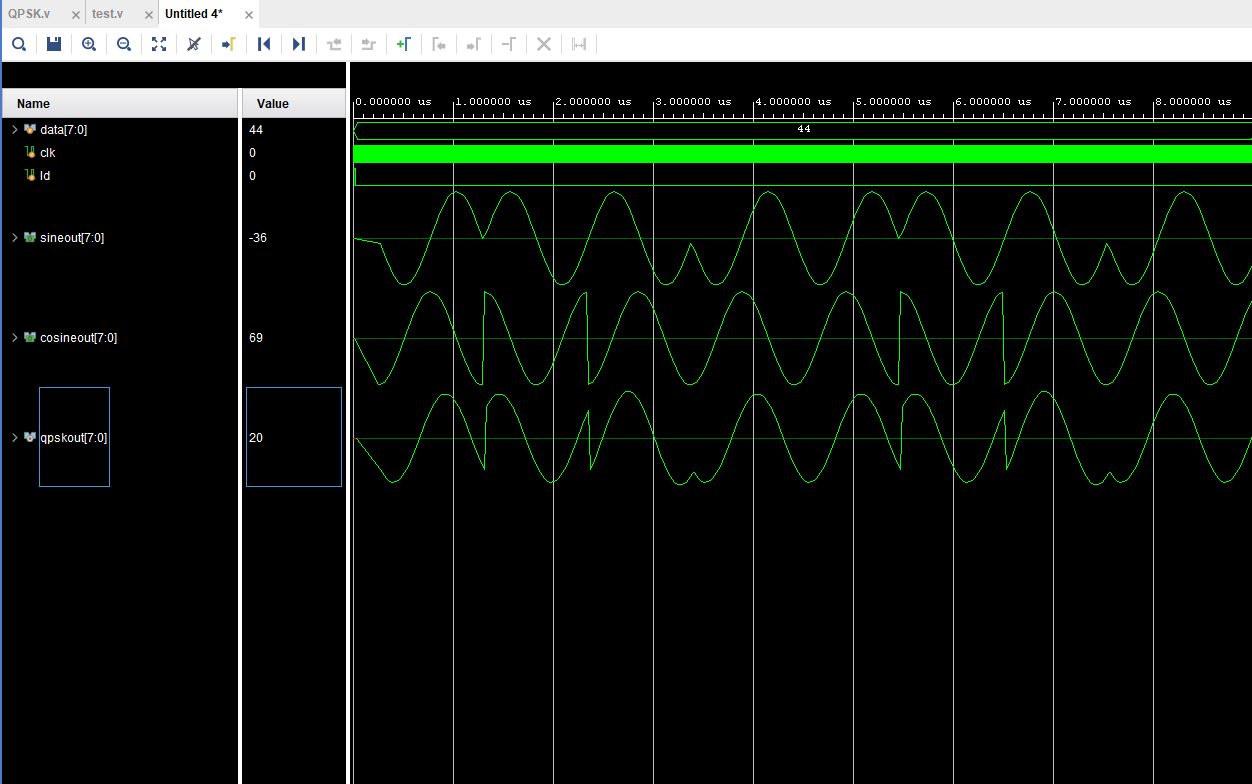 QPSK.v test.v Untitled 4*
Name Value
0.000000 us 1.000000 us 2.000000 us 3.000000 us 4.000000 us 5.000000 us 6.000000 us 7.000000 us 8.000000 us
data[7:0] 44 44
clk 0
ld 0
sineout[7:0] -36
cosineout[7:0] 69
qpskout[7:0] 20